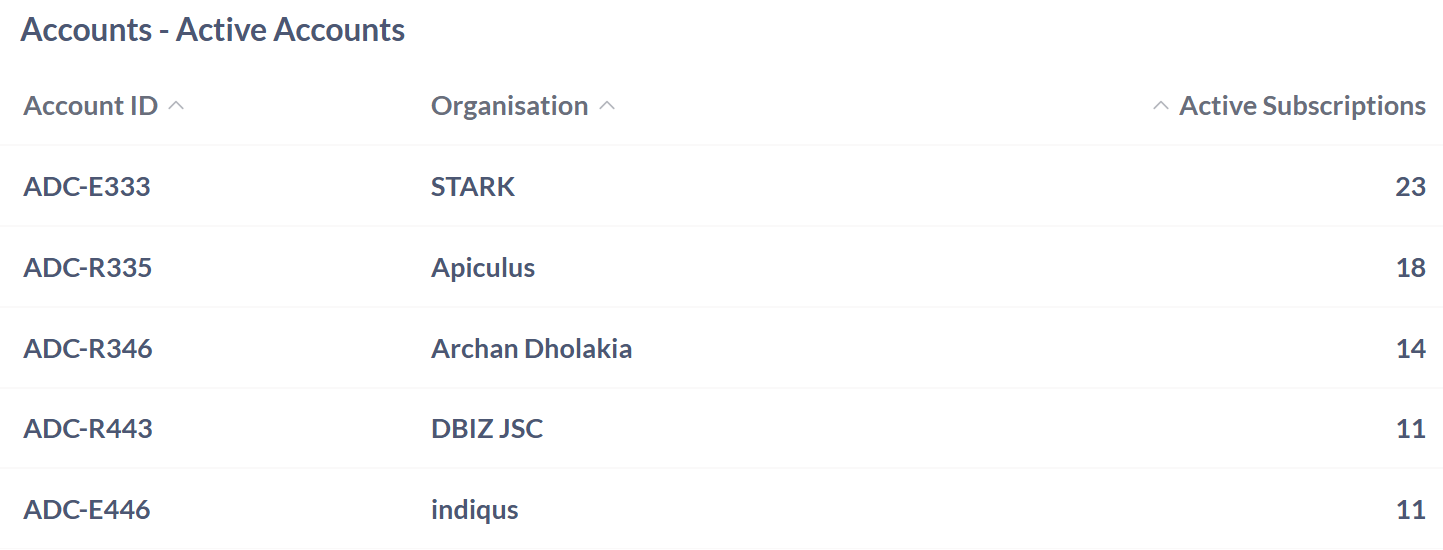 Accounts - Active Accounts
Account ID Organisation Active Subscriptions
ADC-E333 STARK 23
ADC-R335 Apiculus 18
ADC-R346 Archan Dholakia 14
ADC-R443 DBIZ JSC 11
ADC-E446 indiqus 11